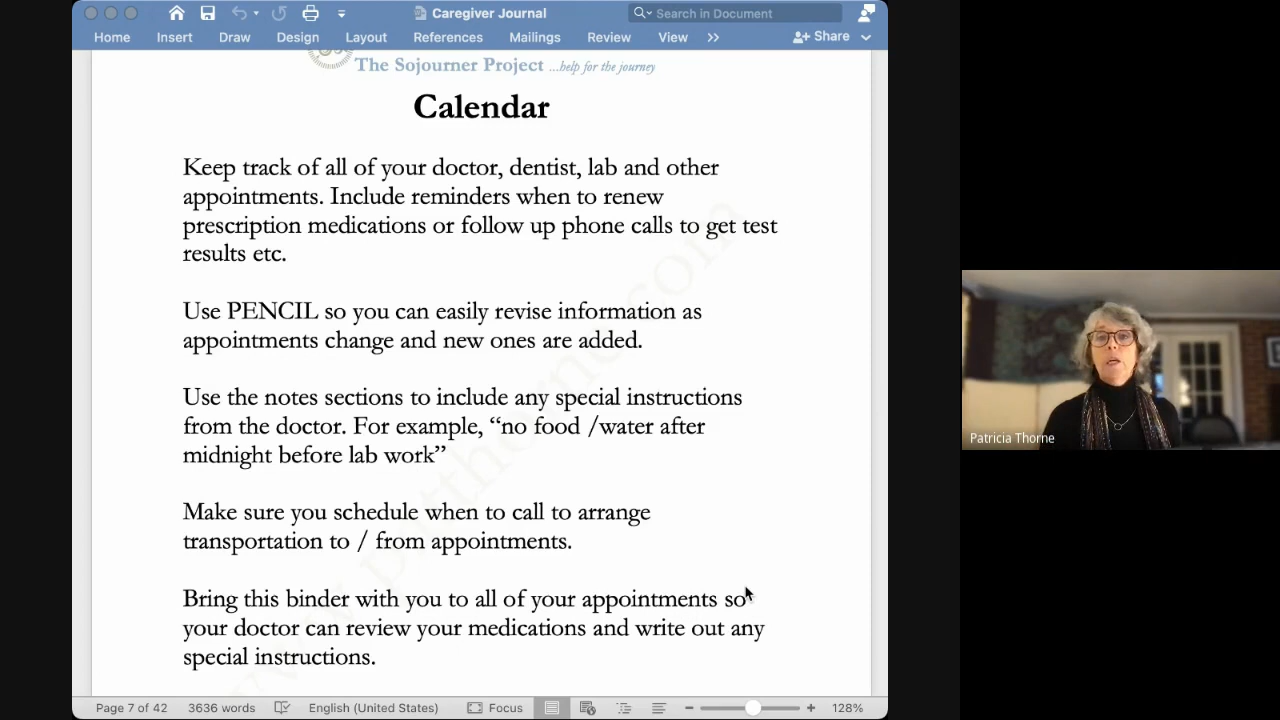 Caregiver Journal
Search in Document
Home Insert Draw Design Layout References Mailings Review View >> Share
The Sojourner Project ...help for the journey
Calendar
Keep track of all of your doctor, dentist, lab and other
appointments. Include reminders when to renew
prescription medications or follow up phone calls to get test
results etc.
Use PENCIL so you can easily revise information as
appointments change and new ones are added.
Use the notes sections to include any special instructions
from the doctor. For example, “no food /water after
midnight before lab work”
Make sure you schedule when to call to arrange
transportation to / from appointments.
Bring this binder with you to all of your appointments so
your doctor can review your medications and write out any
special instructions.
Page 7 of 42 3636 words English (United States) Focus 128%
Patricia Thorne